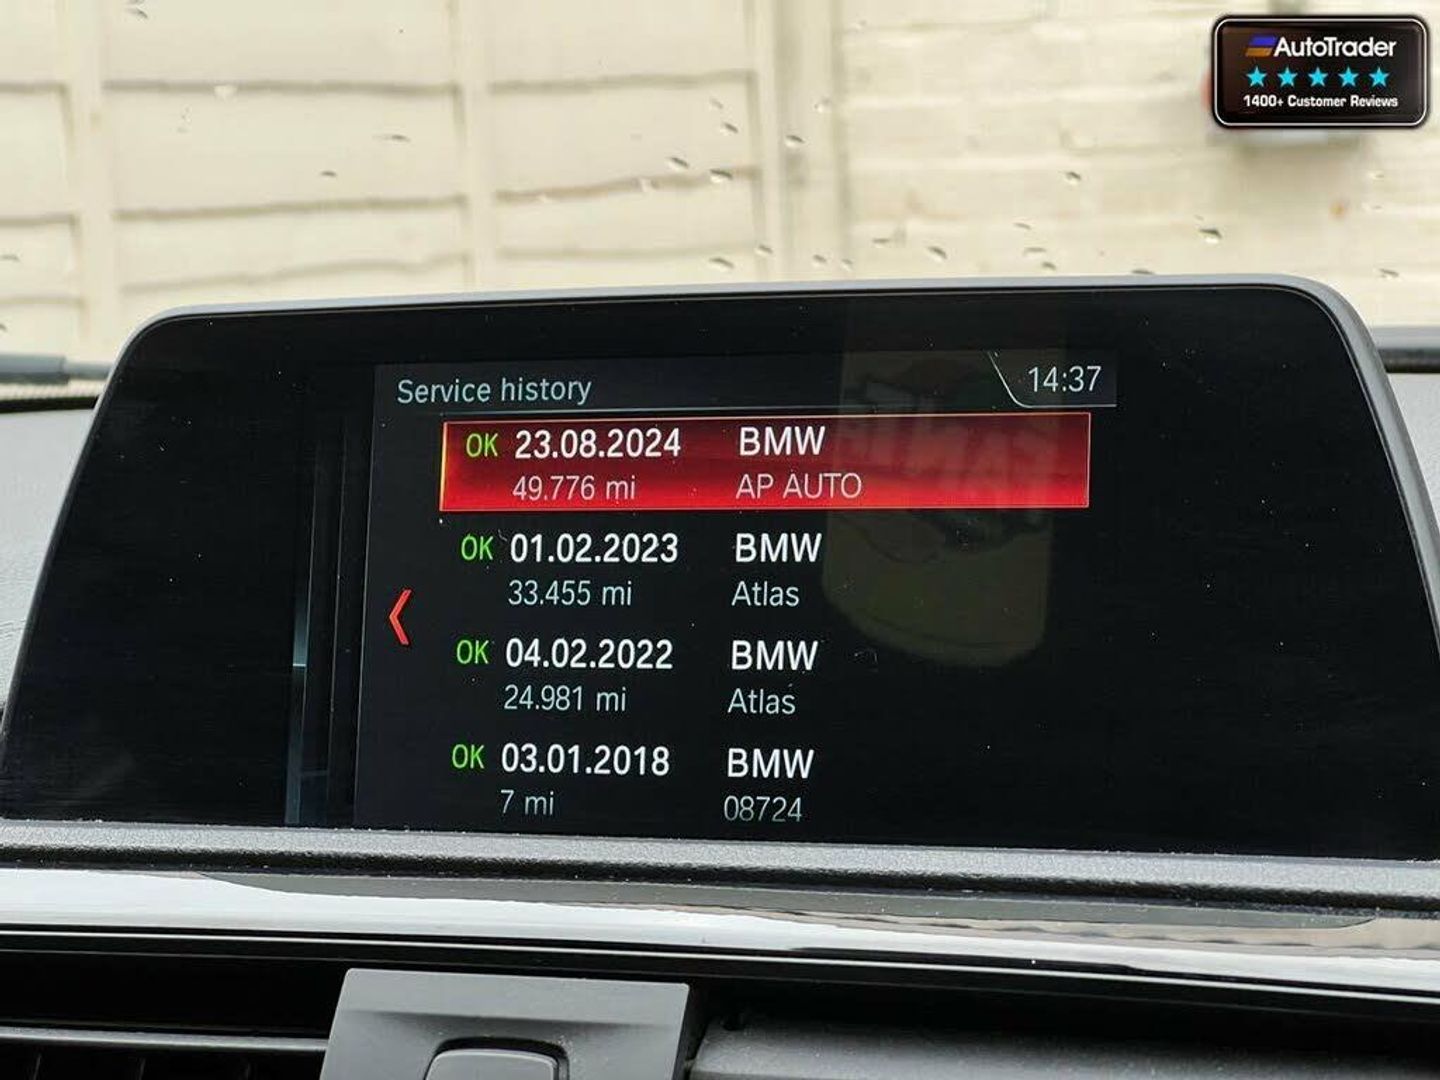 AutoTrader
1400+ Customer Reviews
Service history
14:37
OK 23.08.2024 BMW
49.776 mi AP AUTO
OK 01.02.2023 BMW
33.455 mi Atlas
OK 04.02.2022 BMW
24.981 mi Atlas
OK 03.01.2018 BMW
7 mi 08724